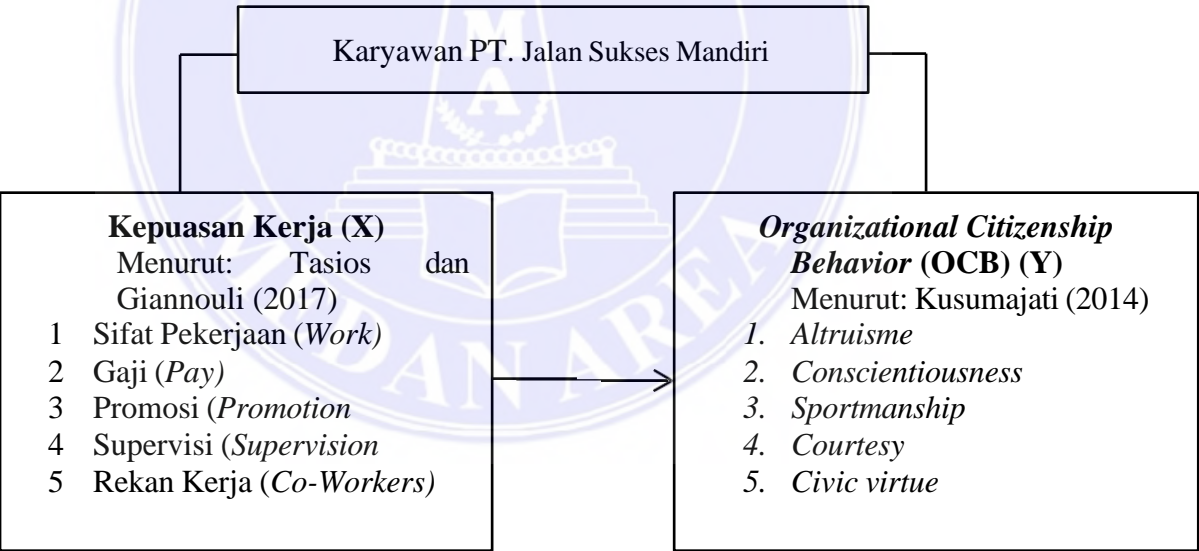 Karyawan PT. Jalan Sukses Mandiri
Kepuasan Kerja (X)
Menurut: Tasios dan
Giannouli (2017)
1 Sifat Pekerjaan (Work)
2 Gaji (Pay)
3 Promosi (Promotion
4 Supervisi (Supervision
5 Rekan Kerja (Co-Workers)
Organizational Citizenship
Behavior (OCB) (Y)
Menurut: Kusumajati (2014)
1. Altruisme
2. Conscientiousness
3. Sportmanship
4. Courtesy
5. Civic virtue
M
A
MEDAN AREA